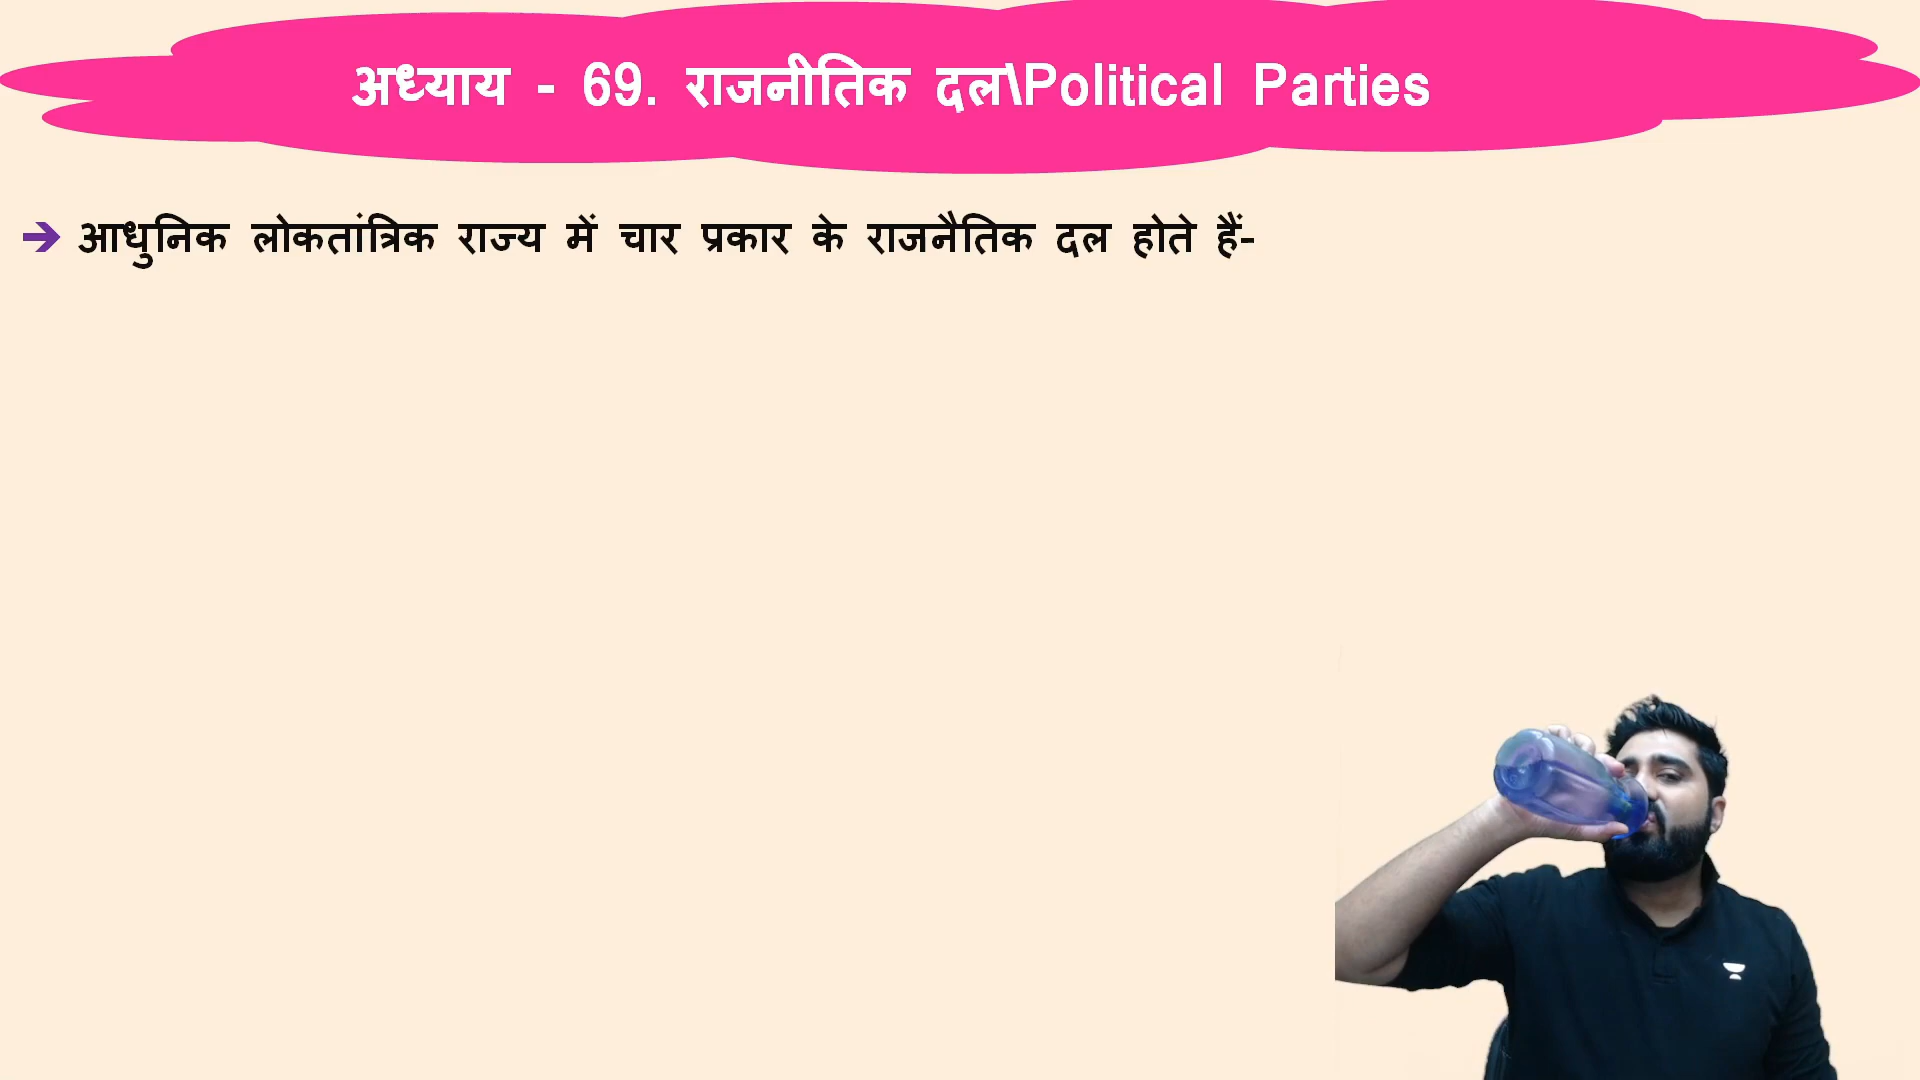 अध्याय - 69. राजनीतिक दल\Political Parties
➔ आधुनिक लोकतांत्रिक राज्य में चार प्रकार के राजनैतिक दल होते हैं-